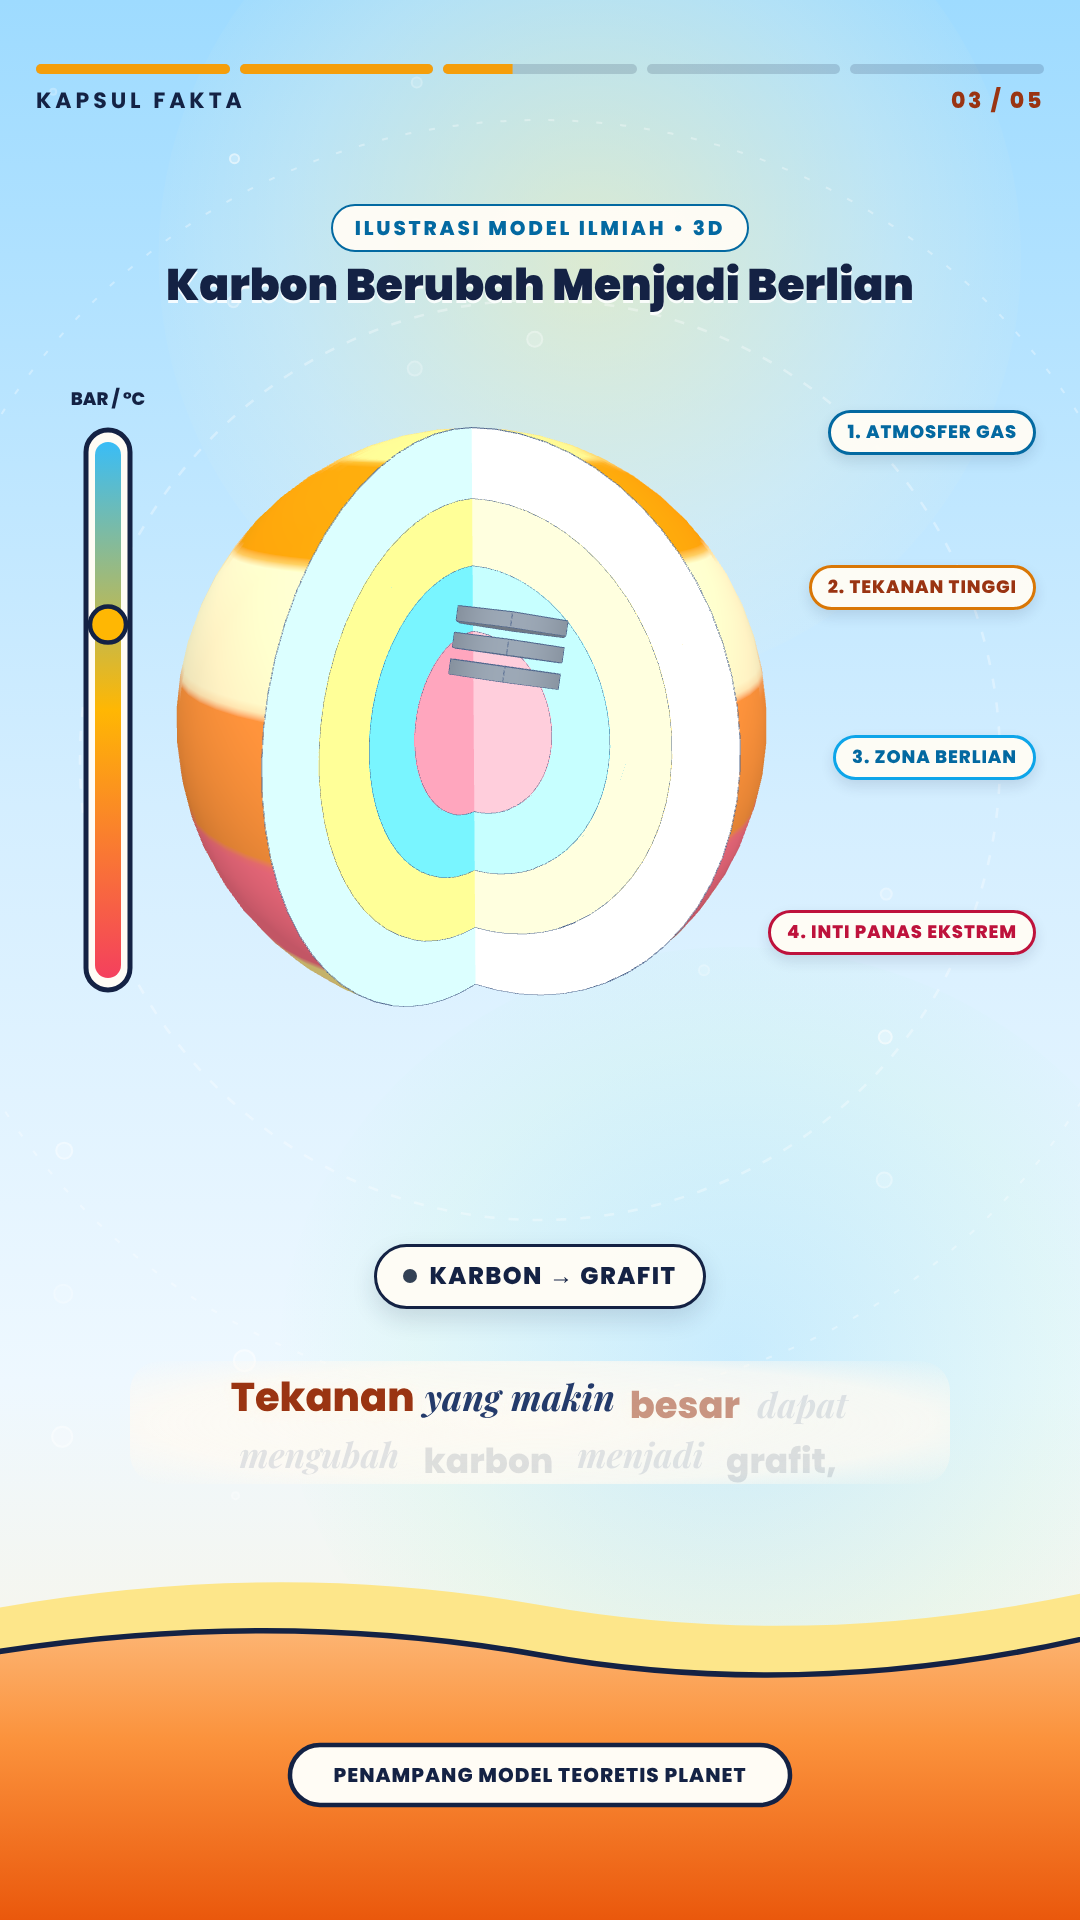 KAPSUL FAKTA
03 / 05
ILUSTRASI MODEL ILMIAH • 3D
Karbon Berubah Menjadi Berlian
BAR / °C
1. ATMOSFER GAS
2. TEKANAN TINGGI
3. ZONA BERLIAN
4. INTI PANAS EKSTREM
KARBON → GRAFIT
Tekanan yang makin besar dapat
mengubah karbon menjadi grafit,
PENAMPANG MODEL TEORETIS PLANET